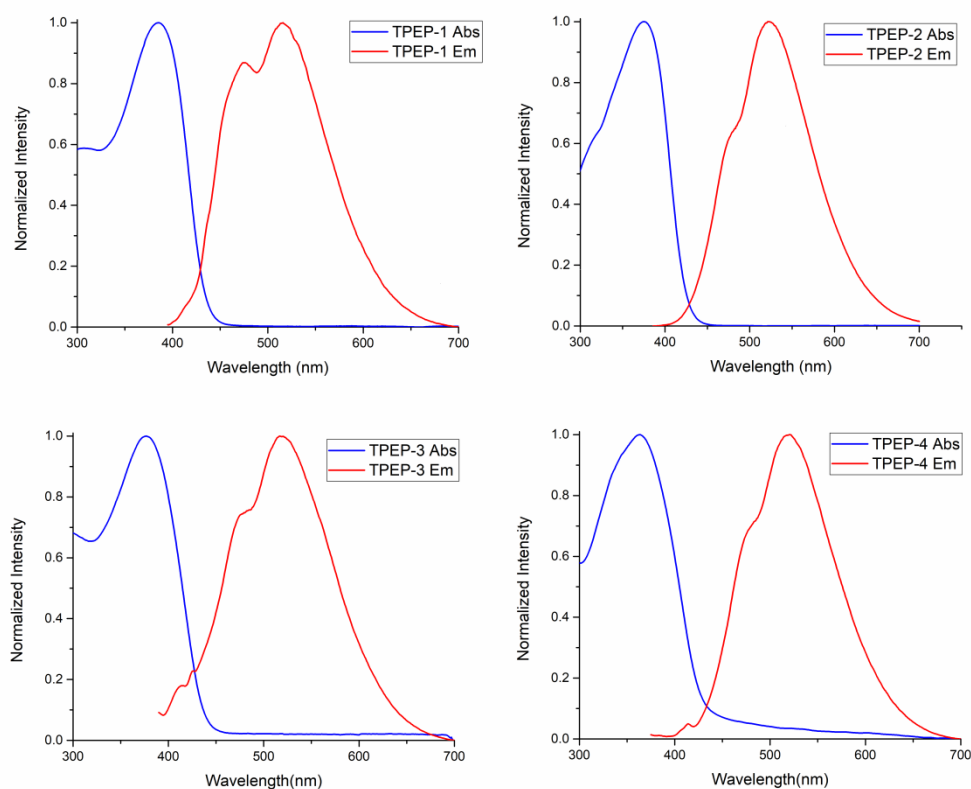 TPEP-1 Abs
TPEP-1 Em
Normalized Intensity
1.0
0.8
0.6
0.4
0.2
0.0
300 400 500 600 700
Wavelength (nm)
TPEP-2 Abs
TPEP-2 Em
Normalized Intensity
1.0
0.8
0.6
0.4
0.2
0.0
300 400 500 600 700
Wavelength (nm)
TPEP-3 Abs
TPEP-3 Em
Normalized Intensity
1.0
0.8
0.6
0.4
0.2
0.0
300 400 500 600 700
Wavelength(nm)
TPEP-4 Abs
TPEP-4 Em
Normalized Intensity
1.0
0.8
0.6
0.4
0.2
0.0
300 400 500 600 700
Wavelength(nm)